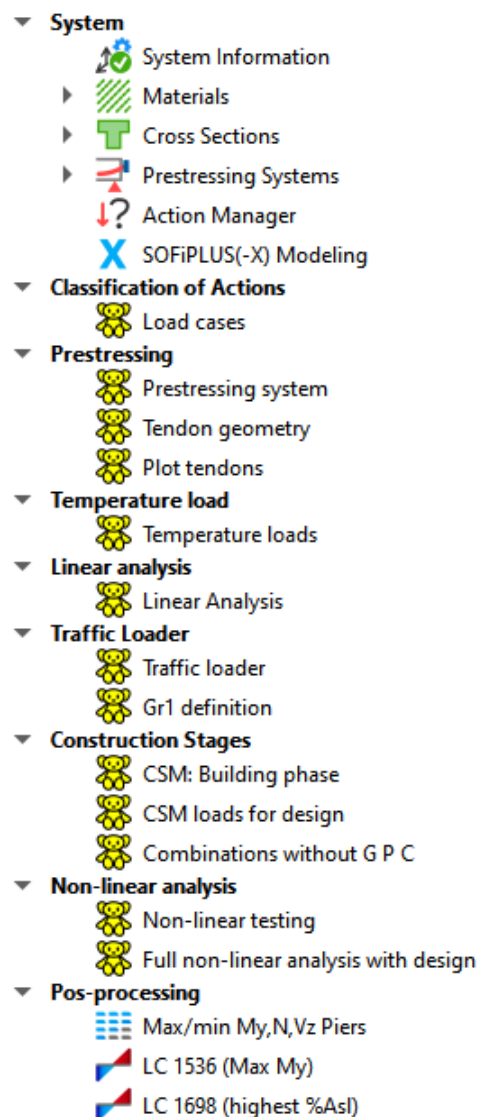 System
System Information
Materials
Cross Sections
Prestressing Systems
Action Manager
SOFiPLUS(-X) Modeling
Classification of Actions
Load cases
Prestressing
Prestressing system
Tendon geometry
Plot tendons
Temperature load
Temperature loads
Linear analysis
Linear Analysis
Traffic Loader
Traffic loader
Gr1 definition
Construction Stages
CSM: Building phase
CSM loads for design
Combinations without G P C
Non-linear analysis
Non-linear testing
Full non-linear analysis with design
Pos-processing
Max/min My,N,Vz Piers
LC 1536 (Max My)
LC 1698 (highest %Asl)